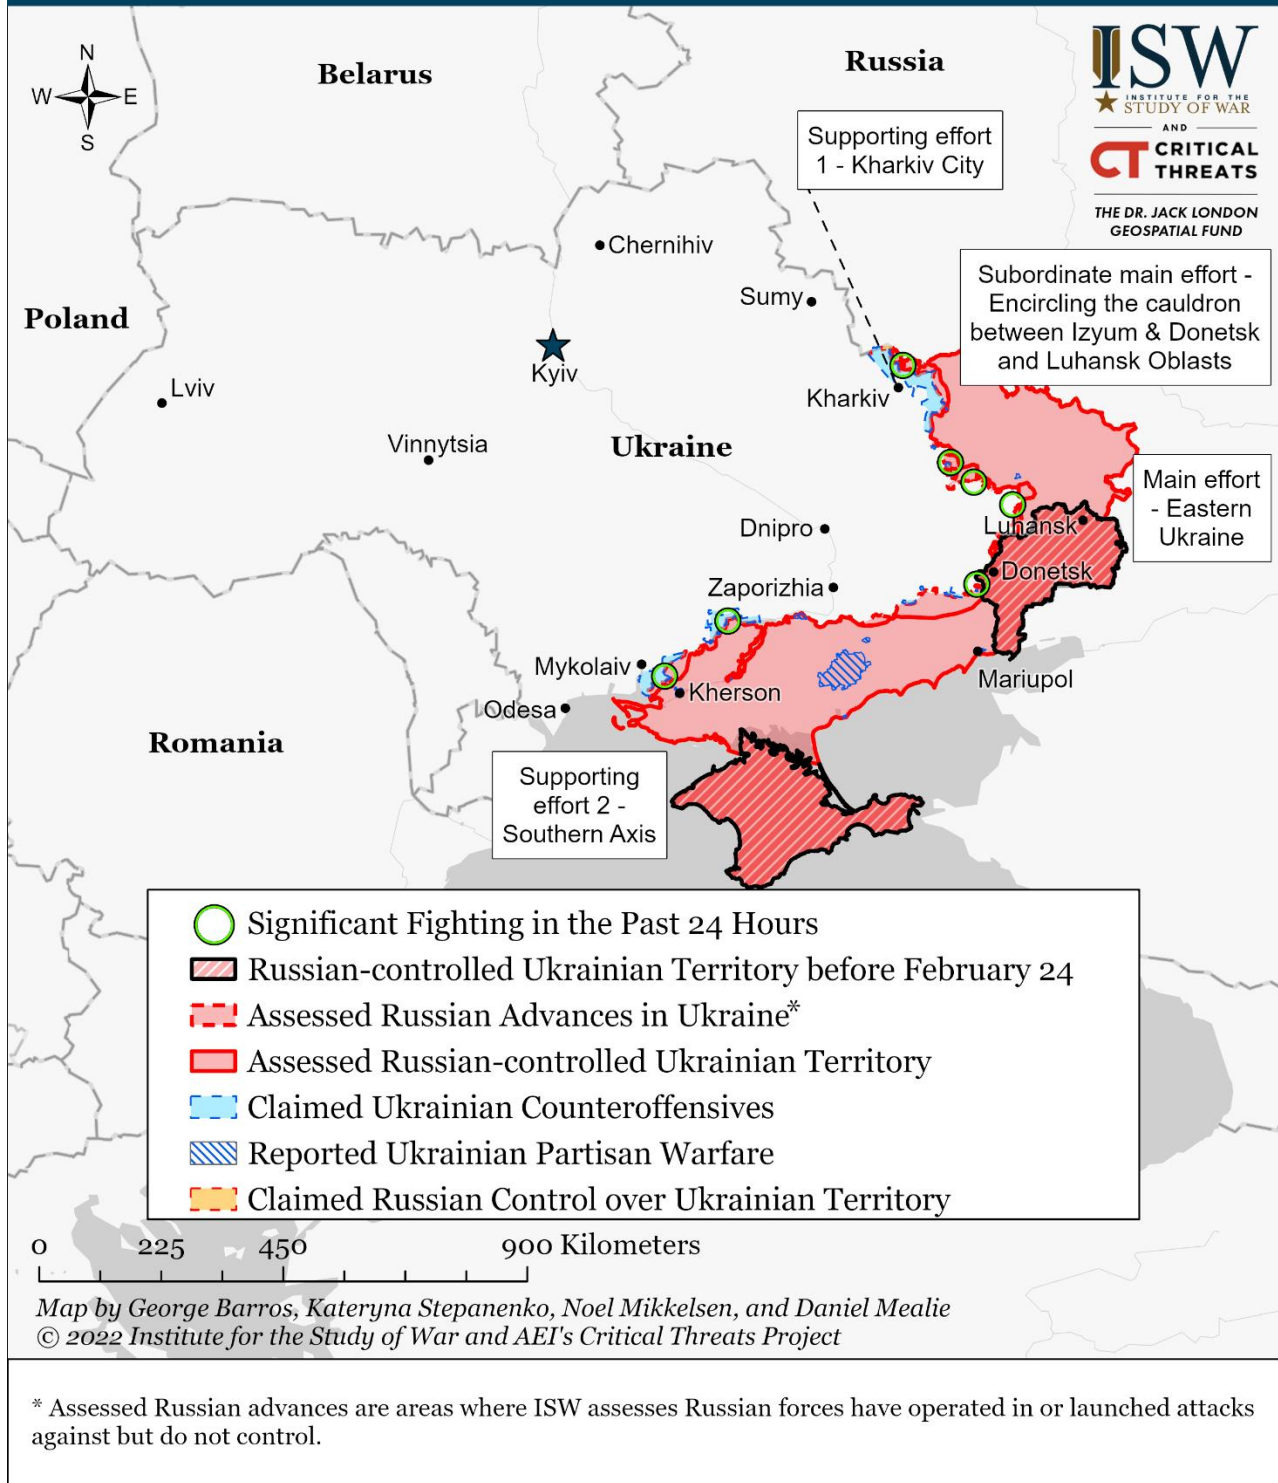 N
W
E
S
Belarus
Russia
ISW
INSTITUTE FOR THE
STUDY OF WAR
AND
CT CRITICAL
THREATS
THE DR. JACK LONDON
GEOSPATIAL FUND
Supporting effort
1 - Kharkiv City
Chernihiv
Sumy
Subordinate main effort -
Encircling the cauldron
between Izyum & Donetsk
and Luhansk Oblasts
Poland
Kyiv
Lviv
Kharkiv
Vinnytsia
Ukraine
Main effort
- Eastern
Ukraine
Dnipro
Luhansk
Donetsk
Zaporizhia
Mykolaiv
Mariupol
Kherson
Odesa
Romania
Supporting
effort 2 -
Southern Axis
Significant Fighting in the Past 24 Hours
Russian-controlled Ukrainian Territory before February 24
Assessed Russian Advances in Ukraine*
Assessed Russian-controlled Ukrainian Territory
Claimed Ukrainian Counteroffensives
Reported Ukrainian Partisan Warfare
Claimed Russian Control over Ukrainian Territory
0 225 450 900 Kilometers
Map by George Barros, Kateryna Stepanenko, Noel Mikkelsen, and Daniel Mealie
© 2022 Institute for the Study of War and AEI's Critical Threats Project
* Assessed Russian advances are areas where ISW assesses Russian forces have operated in or launched attacks
against but do not control.